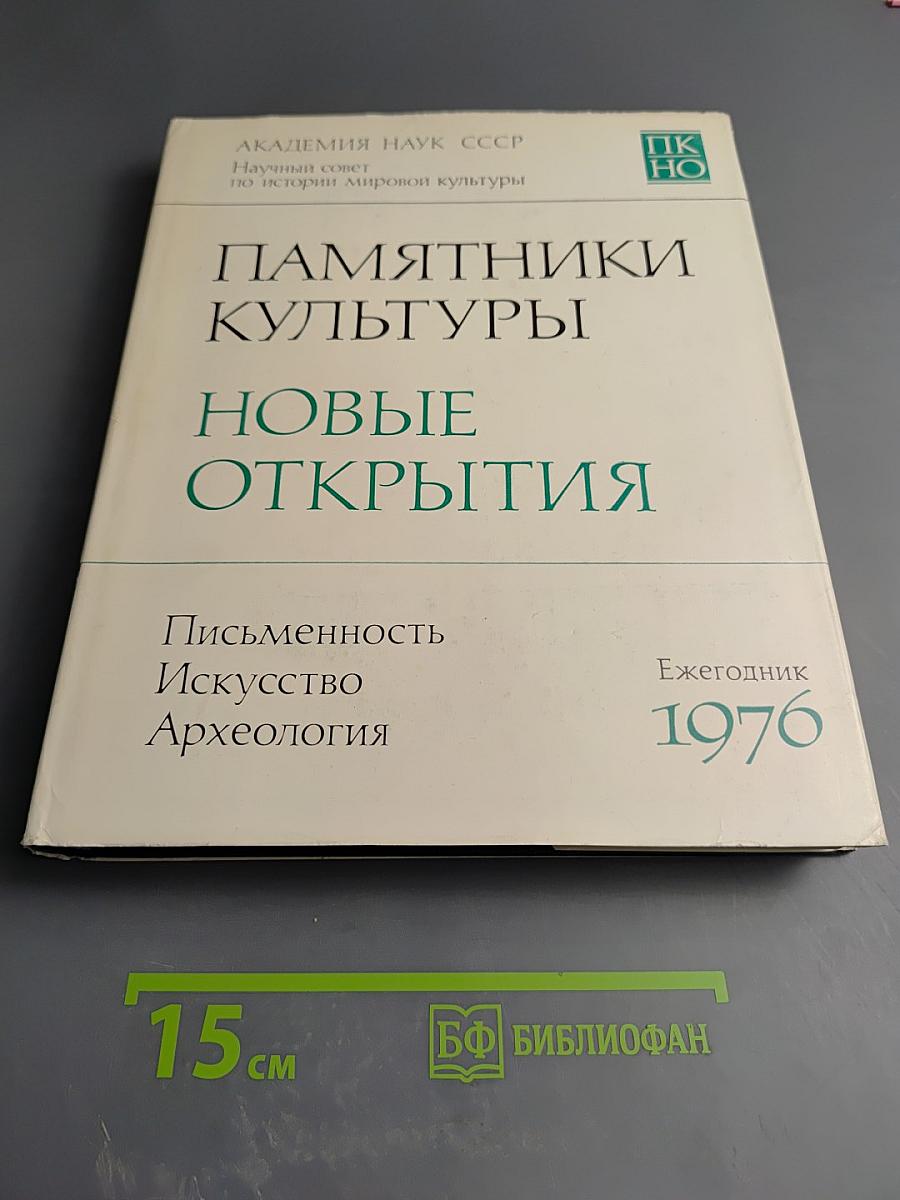 АКАДЕМИЯ НАУК СССР
Научный совет
по истории мировой культуры
ПК
НО
ПАМЯТНИКИ
КУЛЬТУРЫ
НОВЫЕ
ОТКРЫТИЯ
Письменность
Искусство
Археология
Ежегодник
1976
15 см
БФ БИБЛИОФАН